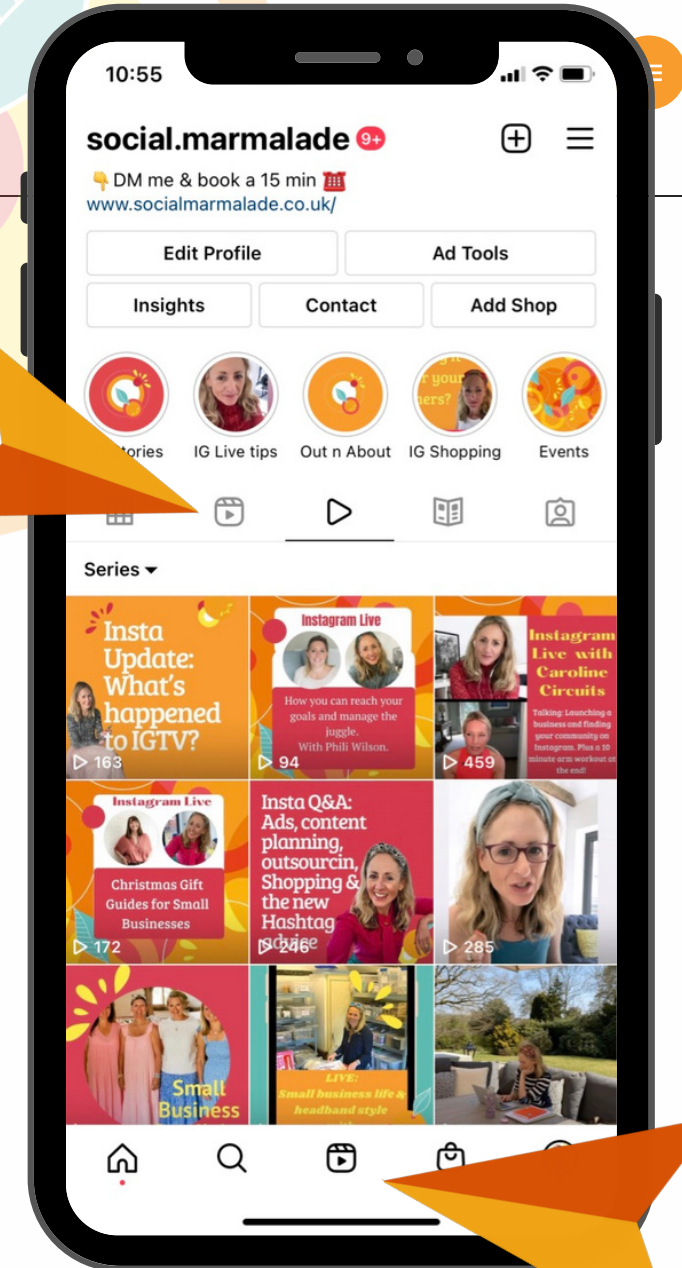 10:55
social.marmalade 9+
👇 DM me & book a 15 min ☎️
www.socialmarmalade.co.uk/
Edit Profile
Ad Tools
Insights
Contact
Add Shop
ories
IG Live tips
Out n About
IG Shopping
Events
r your
ers?
Series
Insta
Update:
What's
happened
to IGTV?
163
Instagram Live
How you can reach your
goals and manage the
juggle.
With Phili Wilson.
94
Instagram
Live with
Caroline
Circuits
Talking: Launching a
business and finding
your community on
Instagram. Plus a 10
minute arm workout at
the end!
459
Instagram Live
Christmas Gift
Guides for Small
Businesses
172
Insta Q&A:
Ads, content
planning,
outsourcin,
Shopping &
the new
Hashtag
advice
246
285
Small
Business
LIVE:
Small business life &
headband style